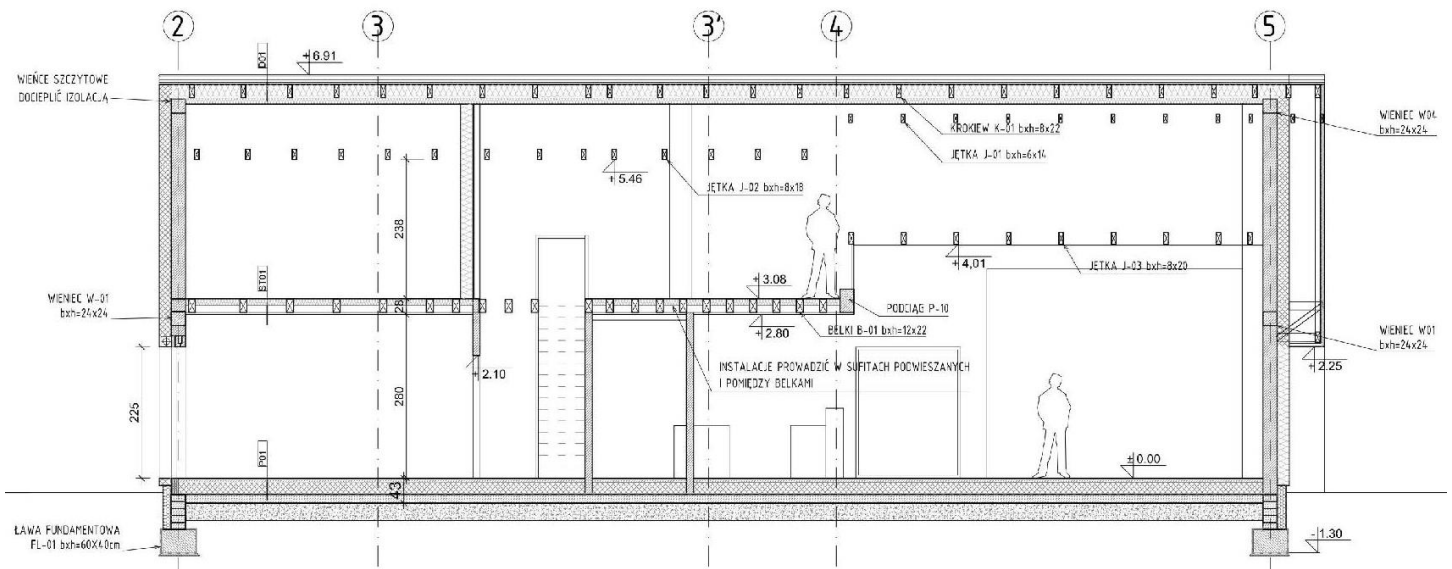 2
3
3'
4
5
+6.91
D01
WIEŃCE SZCZYTOWE
DOCIEPLIĆ IZOLACJĄ
KROKIEW K-01 bxh=8x22
JĘTKA J-01 bxh=6x14
WIENIEC W04
bxh=24x24
JĘTKA J-02 bxh=8x18
+5.46
238
+4,01
JĘTKA J-03 bxh=8x20
ST01
+3.08
28
WIENIEC W-01
bxh=24x24
PODCIĄG P-10
BELKI B-01 bxh=12x22
+2.80
WIENIEC W01
bxh=24x24
+2.25
+2.10
INSTALACJE PROWADZIĆ W SUFITACH PODWIESZANYCH
I POMIĘDZY BELKAMI
280
225
P01
±0.00
43
ŁAWA FUNDAMENTOWA
FL-01 bxh=60X40cm
-1.30